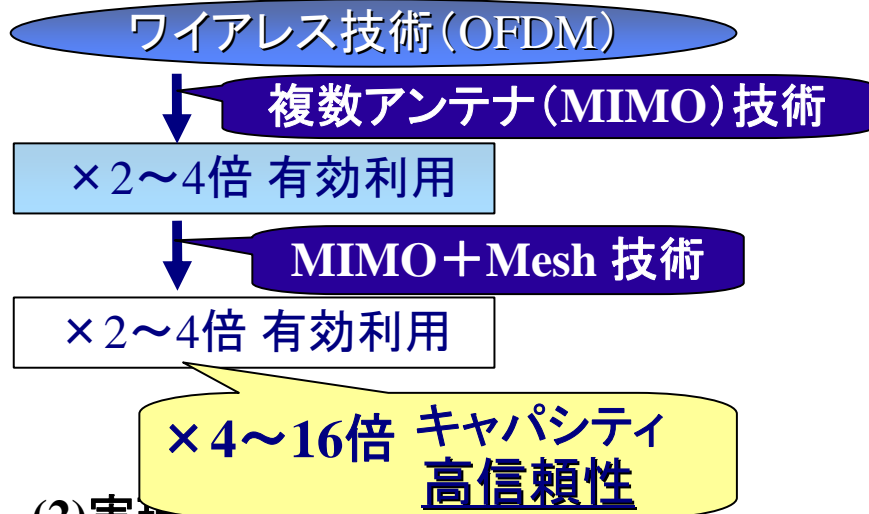 ワイアレス技術（OFDM）
複数アンテナ（MIMO）技術
×2～4倍 有効利用
MIMO＋Mesh 技術
×2～4倍 有効利用
×4～16倍 キャパシティ
高信頼性